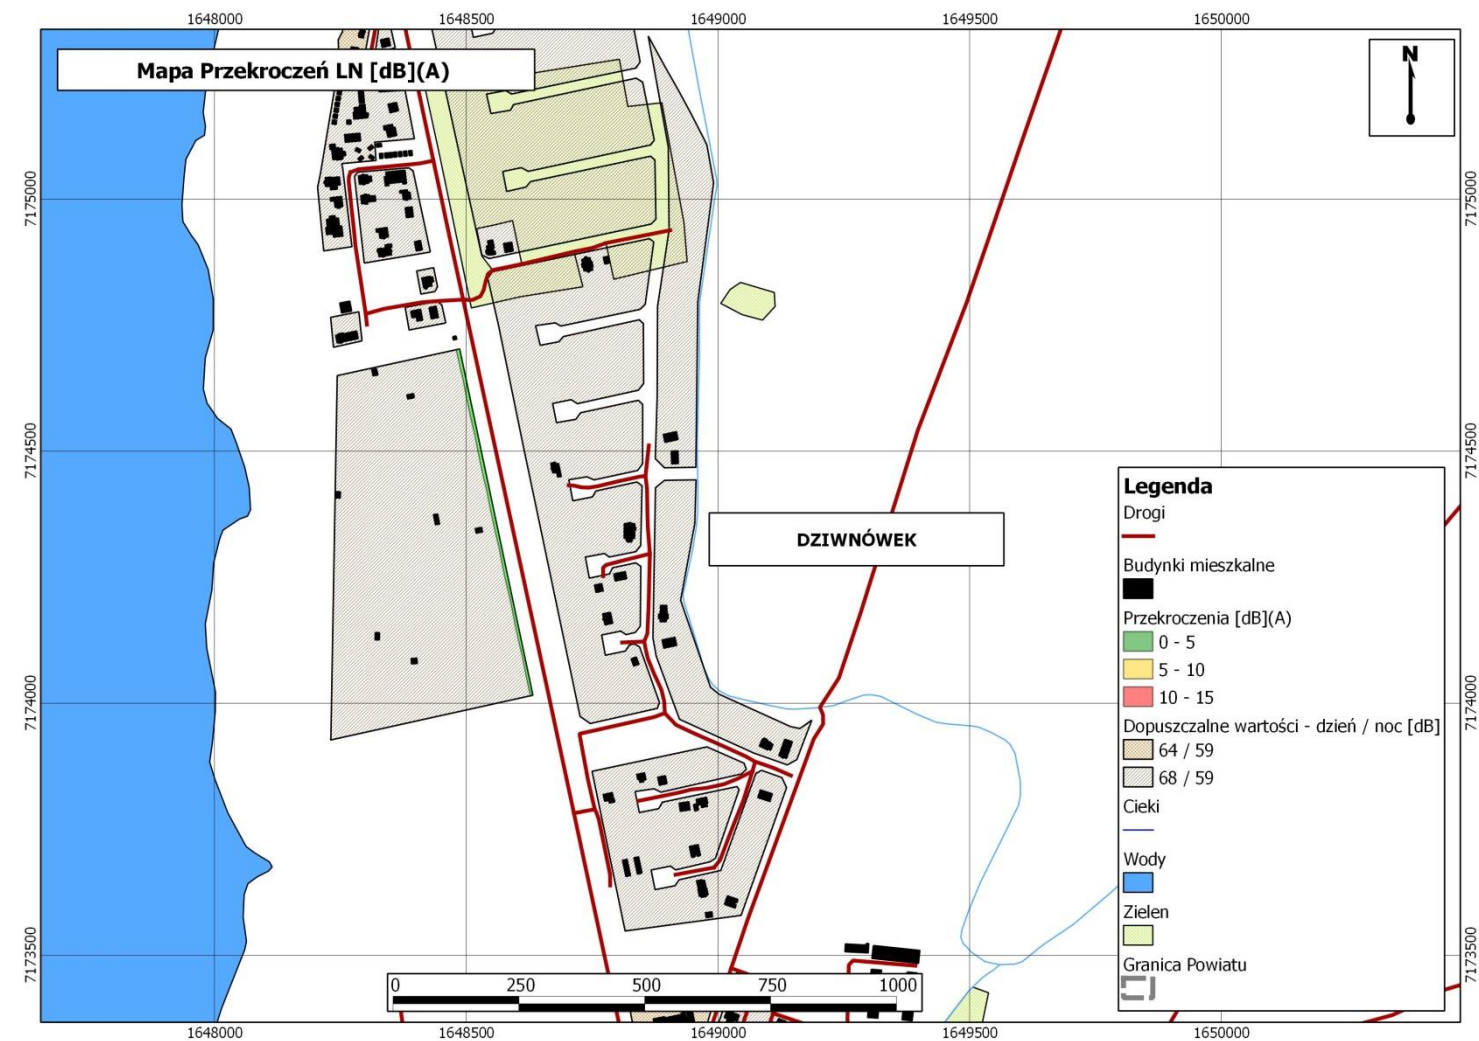 1648000 1648500 1649000 1649500 1650000
Mapa Przekroczeń LN [dB](A)
N
7175000 7175000
7174500 7174500
Legenda
Drogi
DZIWNÓWEK
Budynki mieszkalne
Przekroczenia [dB](A)
0 - 5
5 - 10
10 - 15
7174000 7174000
Dopuszczalne wartości - dzień / noc [dB]
64 / 59
68 / 59
Cieki
Wody
Zielen
7173500 7173500
Granica Powiatu
0 250 500 750 1000
1648000 1648500 1649000 1649500 1650000